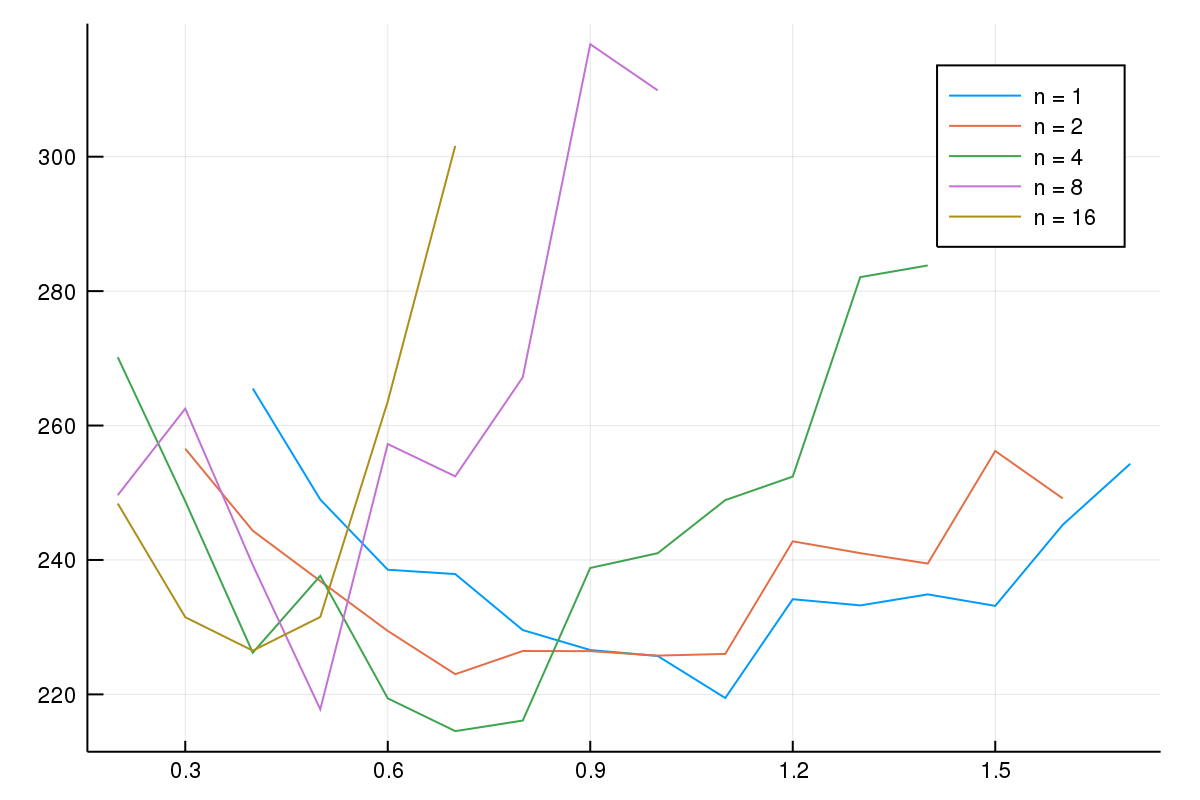 n = 1
n = 2
n = 4
n = 8
n = 16
300
280
260
240
220
0.3 0.6 0.9 1.2 1.5